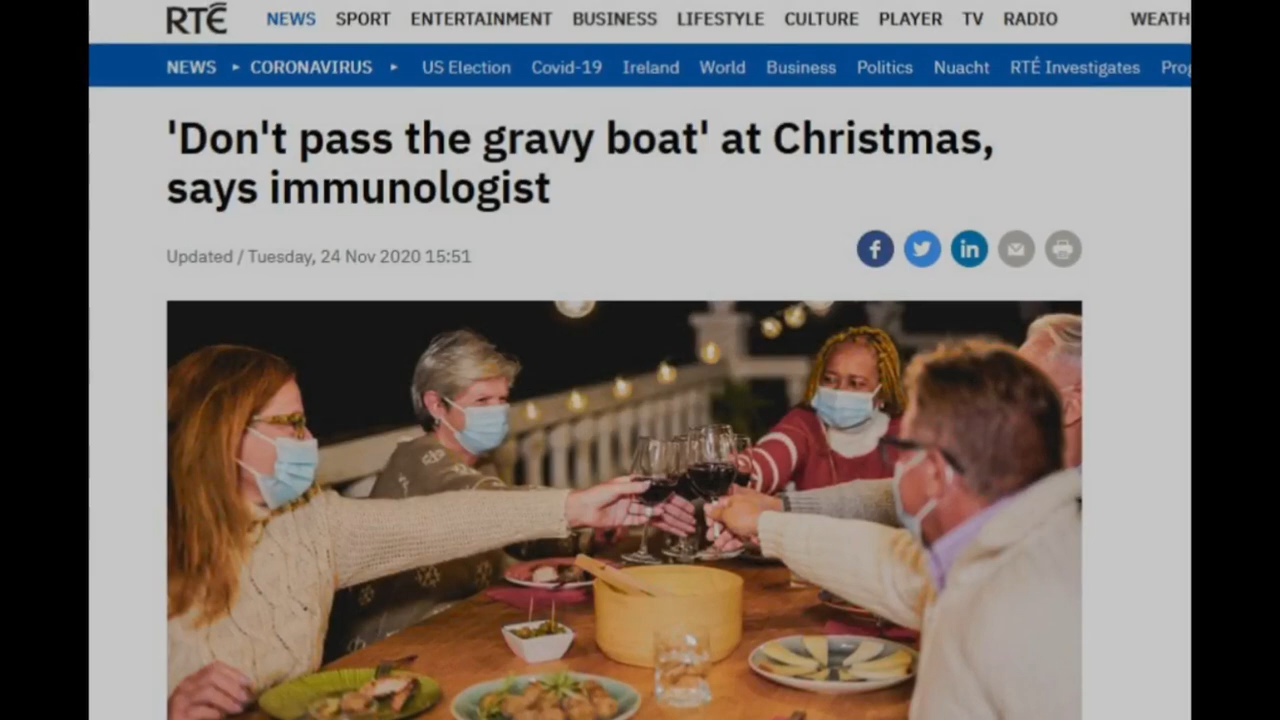 RTÉ NEWS SPORT ENTERTAINMENT BUSINESS LIFESTYLE CULTURE PLAYER TV RADIO WEATH
NEWS ▸ CORONAVIRUS ▸ US Election Covid-19 Ireland World Business Politics Nuacht RTÉ Investigates Prog
'Don't pass the gravy boat' at Christmas,
says immunologist
Updated / Tuesday, 24 Nov 2020 15:51